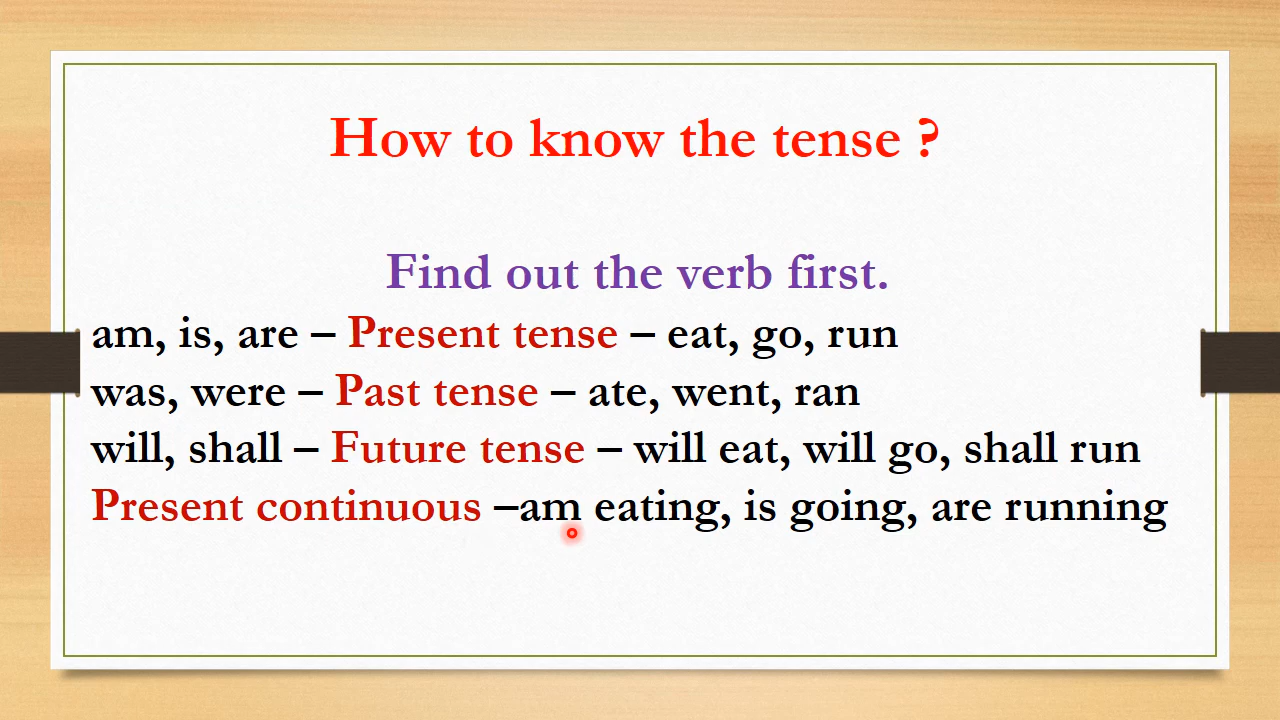 How to know the tense ?
Find out the verb first.
am, is, are – Present tense – eat, go, run
was, were – Past tense – ate, went, ran
will, shall – Future tense – will eat, will go, shall run
Present continuous –am eating, is going, are running